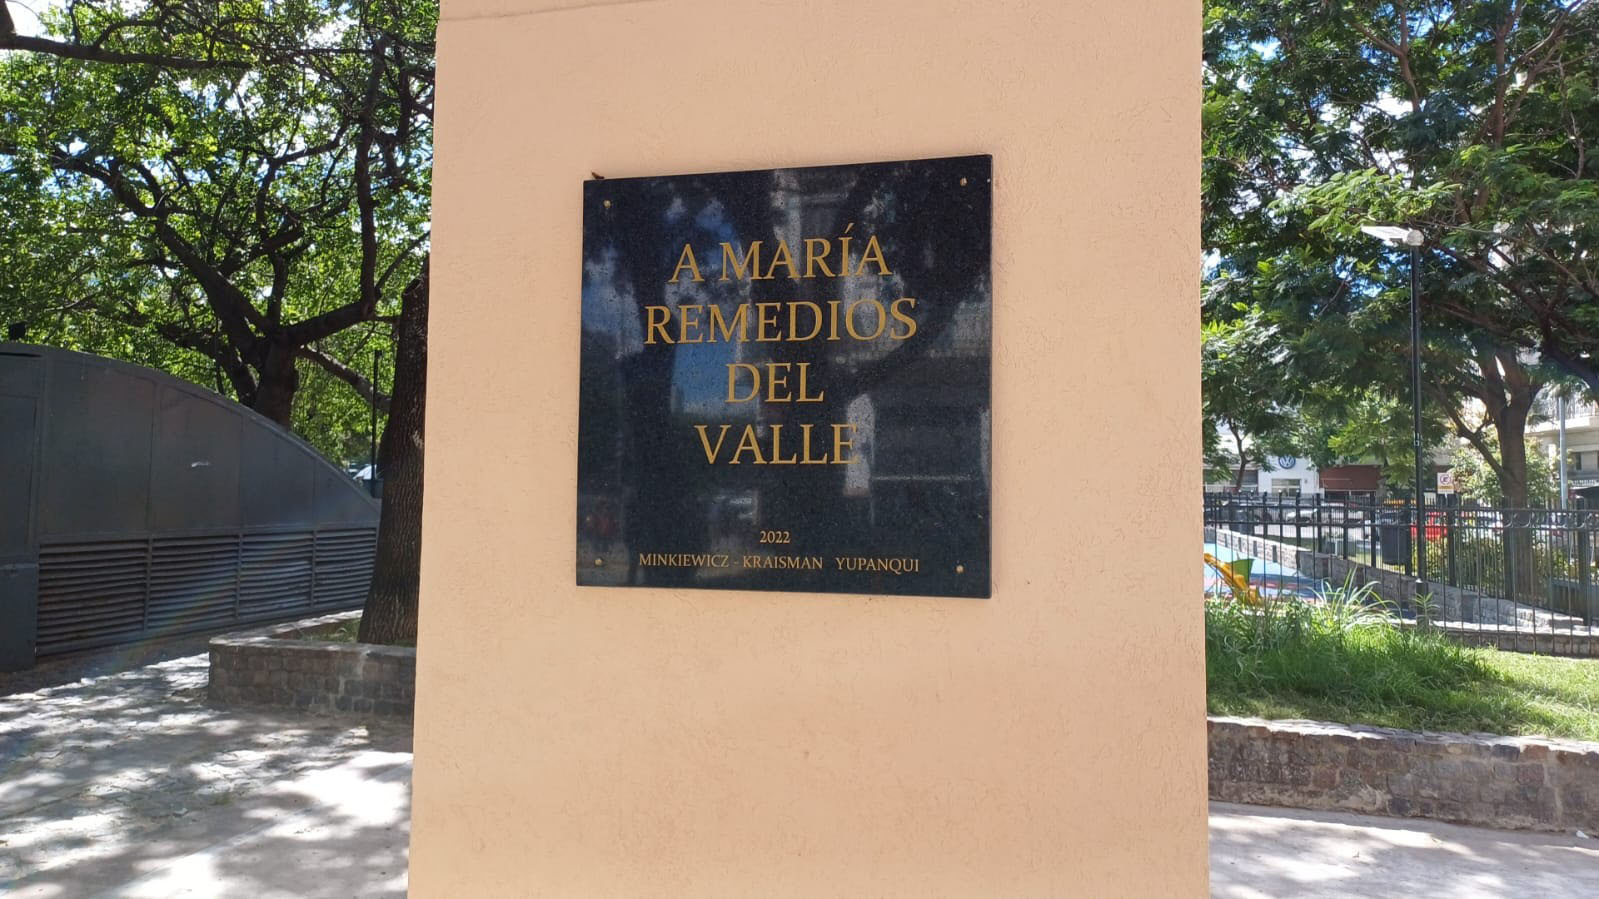 A MARÍA
REMEDIOS
DEL
VALLE
2022
MINKIEWICZ - KRAISMAN YUPANQUI